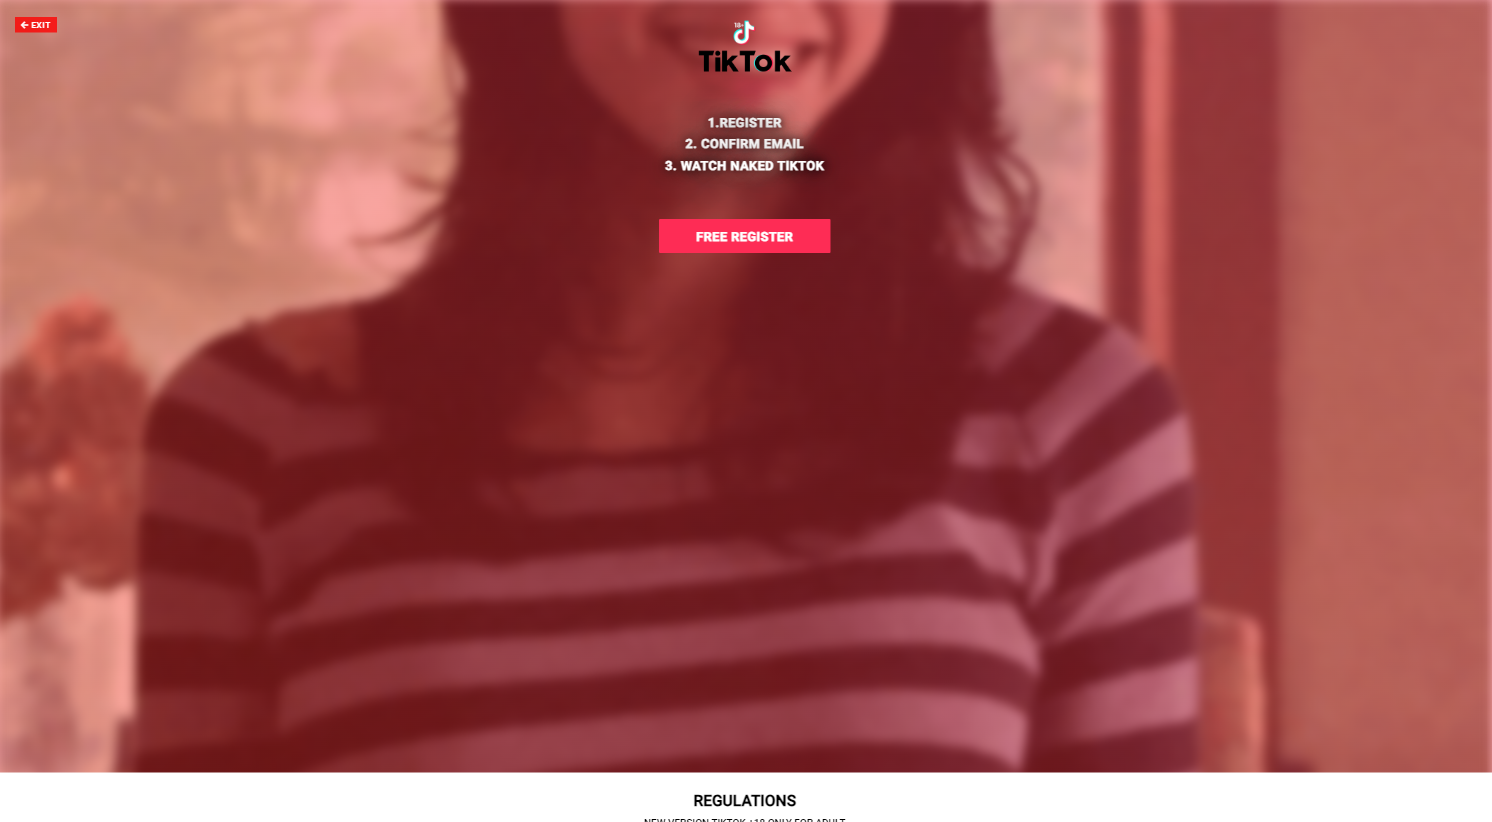 EXIT
18+
TikTok
1.REGISTER
2. CONFIRM EMAIL
3. WATCH NAKED TIKTOK
FREE REGISTER
REGULATIONS
NEW VERSION TIKTOK +18 ONLY FOR ADULT